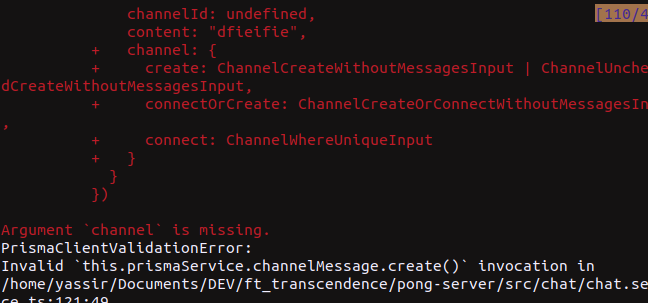 channelId: undefined,
[110/4
content: "dfieifie",
+   channel: {
+     create: ChannelCreateWithoutMessagesInput | ChannelUnche
dCreateWithoutMessagesInput,
+     connectOrCreate: ChannelCreateOrConnectWithoutMessagesIn
,
+     connect: ChannelWhereUniqueInput
+   }
}
})
Argument `channel` is missing.
PrismaClientValidationError:
Invalid `this.prismaService.channelMessage.create()` invocation in
/home/yassir/Documents/DEV/ft_transcendence/pong-server/src/chat/chat.se
ce.ts:121:49